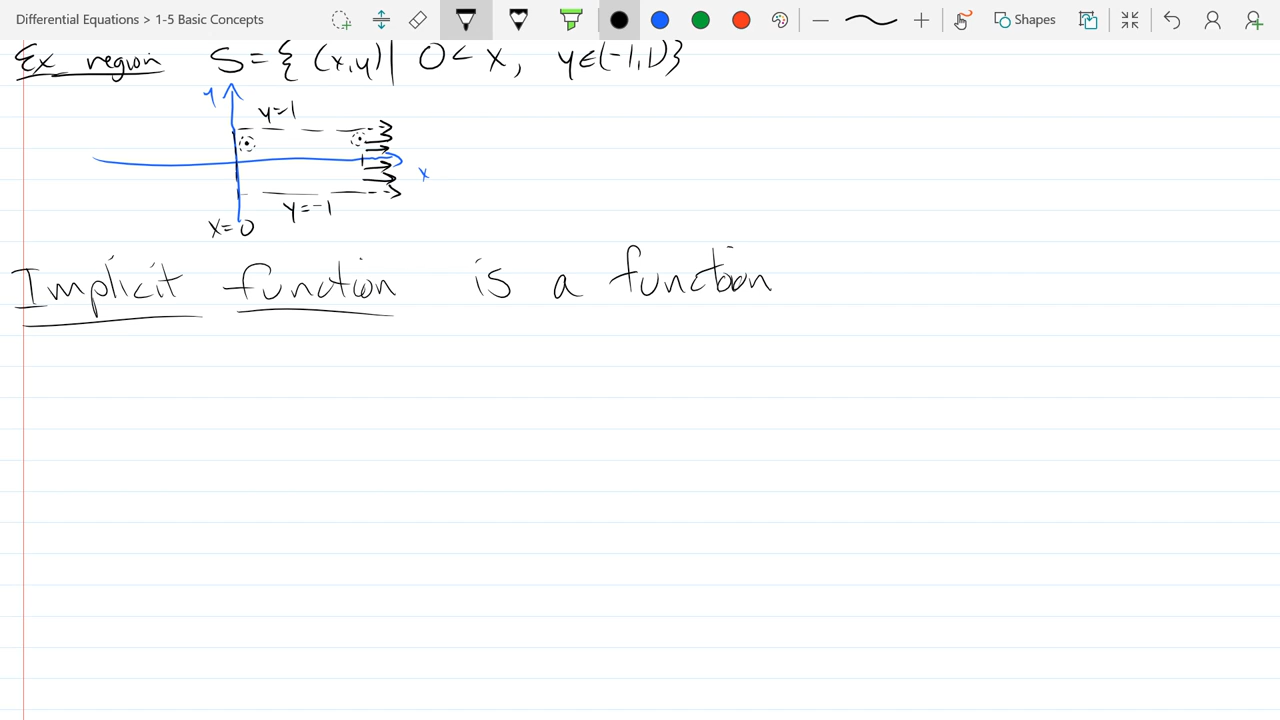 Differential Equations > 1-5 Basic Concepts
Shapes
Ex region S = { (x,y) | 0 < x, y ∈ (-1,1) }
y
y=1
x
y=-1
x=0
Implicit function is a function